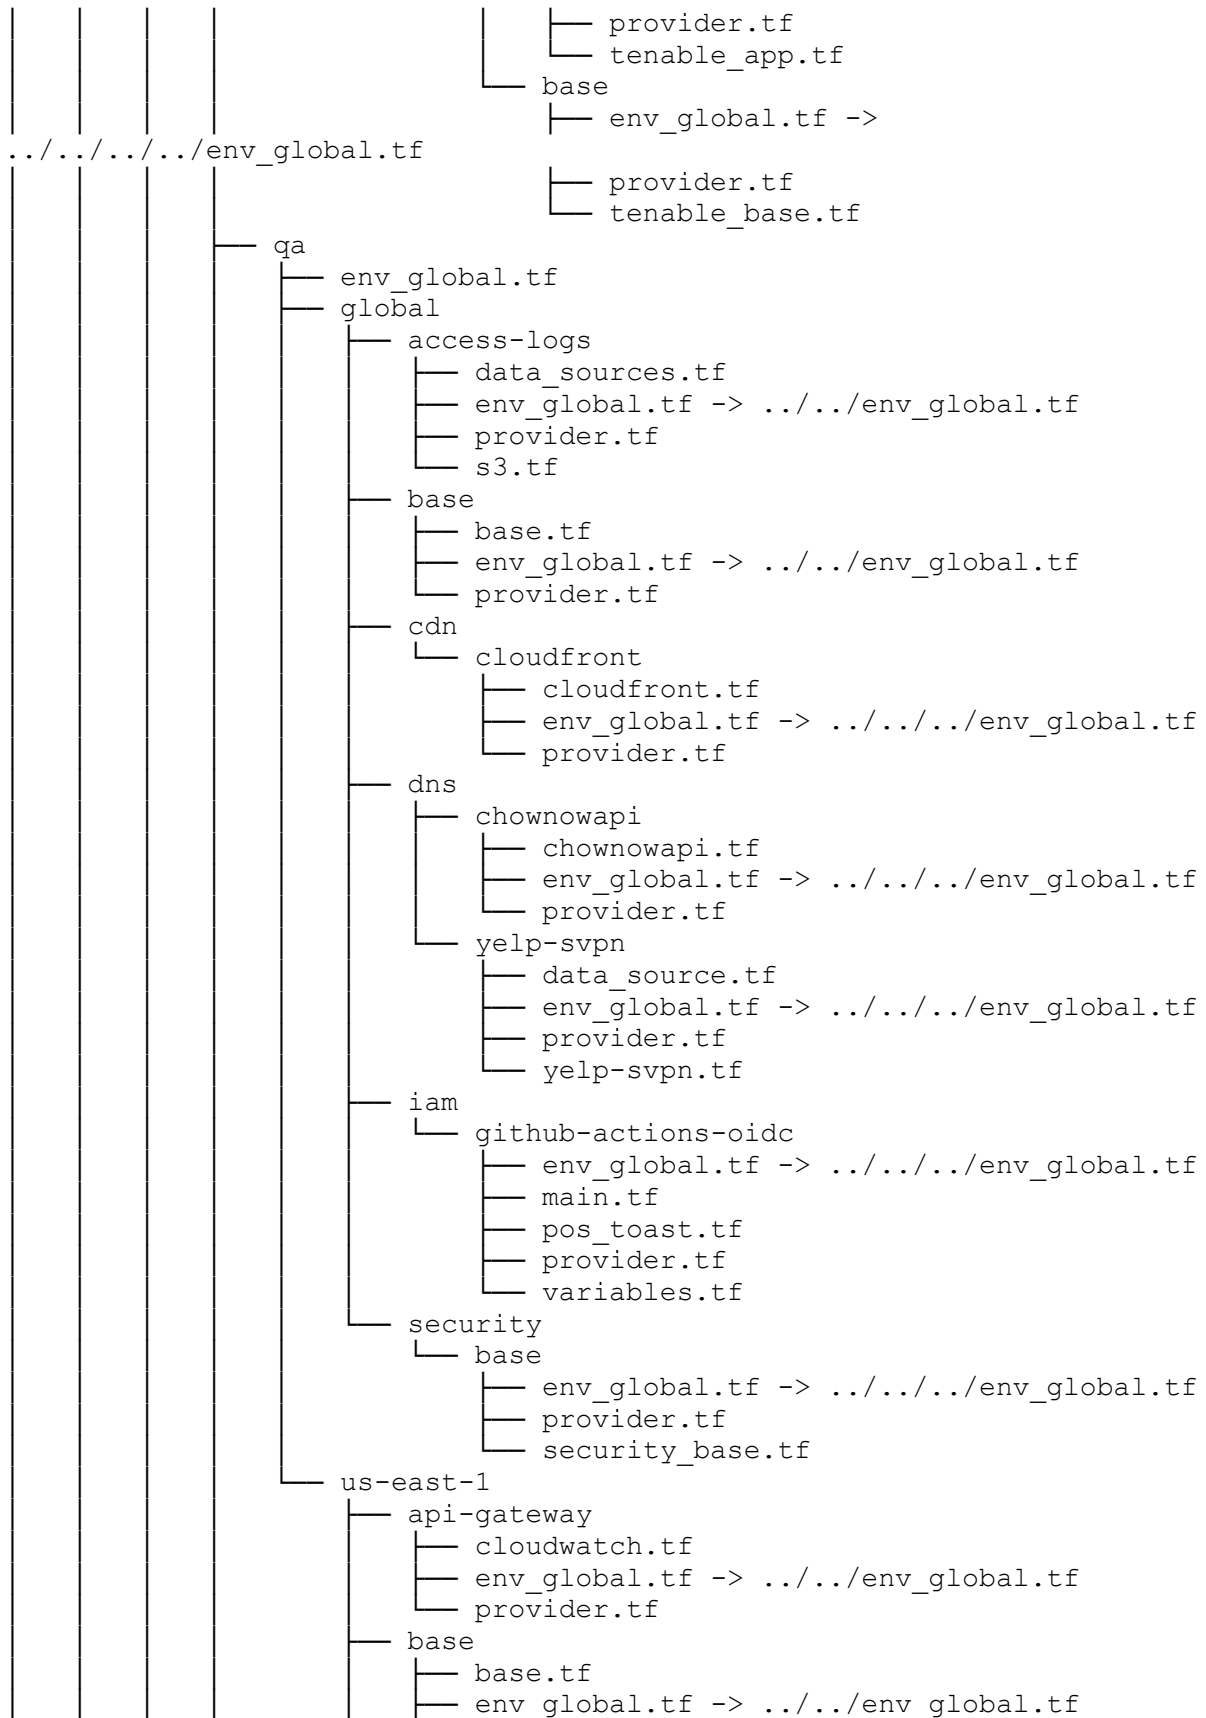 │   │   │   │               │   ├── provider.tf
│   │   │   │               │   └── tenable_app.tf
│   │   │   │               └── base
│   │   │   │                   ├── env_global.tf ->
../../../../env_global.tf
│   │   │   │                   ├── provider.tf
│   │   │   │                   └── tenable_base.tf
│   │   │   ├── qa
│   │   │   │   ├── env_global.tf
│   │   │   │   ├── global
│   │   │   │   │   ├── access-logs
│   │   │   │   │   │   ├── data_sources.tf
│   │   │   │   │   │   ├── env_global.tf -> ../../env_global.tf
│   │   │   │   │   │   ├── provider.tf
│   │   │   │   │   │   └── s3.tf
│   │   │   │   │   ├── base
│   │   │   │   │   │   ├── base.tf
│   │   │   │   │   │   ├── env_global.tf -> ../../env_global.tf
│   │   │   │   │   │   └── provider.tf
│   │   │   │   │   ├── cdn
│   │   │   │   │   │   └── cloudfront
│   │   │   │   │   │       ├── cloudfront.tf
│   │   │   │   │   │       ├── env_global.tf -> ../../../env_global.tf
│   │   │   │   │   │       └── provider.tf
│   │   │   │   │   ├── dns
│   │   │   │   │   │   ├── chownowapi
│   │   │   │   │   │   │   ├── chownowapi.tf
│   │   │   │   │   │   │   ├── env_global.tf -> ../../../env_global.tf
│   │   │   │   │   │   │   └── provider.tf
│   │   │   │   │   │   └── yelp-svpn
│   │   │   │   │   │       ├── data_source.tf
│   │   │   │   │   │       ├── env_global.tf -> ../../../env_global.tf
│   │   │   │   │   │       ├── provider.tf
│   │   │   │   │   │       └── yelp-svpn.tf
│   │   │   │   │   ├── iam
│   │   │   │   │   │   └── github-actions-oidc
│   │   │   │   │   │       ├── env_global.tf -> ../../../env_global.tf
│   │   │   │   │   │       ├── main.tf
│   │   │   │   │   │       ├── pos_toast.tf
│   │   │   │   │   │       ├── provider.tf
│   │   │   │   │   │       └── variables.tf
│   │   │   │   │   └── security
│   │   │   │   │       └── base
│   │   │   │   │           ├── env_global.tf -> ../../../env_global.tf
│   │   │   │   │           ├── provider.tf
│   │   │   │   │           └── security_base.tf
│   │   │   │   └── us-east-1
│   │   │   │       ├── api-gateway
│   │   │   │       │   ├── cloudwatch.tf
│   │   │   │       │   ├── env_global.tf -> ../../env_global.tf
│   │   │   │       │   └── provider.tf
│   │   │   │       ├── base
│   │   │   │       │   ├── base.tf
│   │   │   │       │   ├── env_global.tf -> ../../env_global.tf